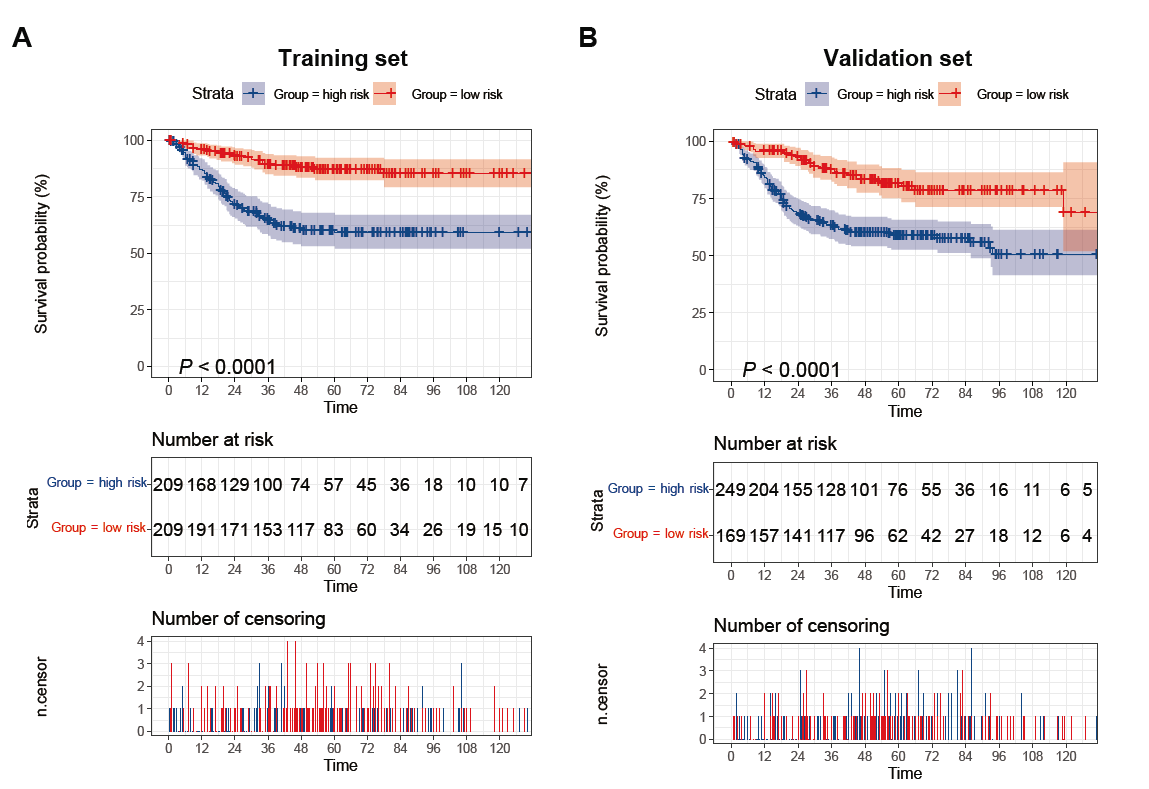 A
Training set
Strata Group = high risk Group = low risk
Survival probability (%)
100
75
50
25
0
P < 0.0001
0 12 24 36 48 60 72 84 96 108 120
Time
Number at risk
Strata
Group = high risk 209 168 129 100 74 57 45 36 18 10 10 7
Group = low risk 209 191 171 153 117 83 60 34 26 19 15 10
0 12 24 36 48 60 72 84 96 108 120
Time
Number of censoring
n.censor
4
3
2
1
0
0 12 24 36 48 60 72 84 96 108 120
Time
B
Validation set
Strata Group = high risk Group = low risk
Survival probability (%)
100
75
50
25
0
P < 0.0001
0 12 24 36 48 60 72 84 96 108 120
Time
Number at risk
Strata
Group = high risk 249 204 155 128 101 76 55 36 16 11 6 5
Group = low risk 169 157 141 117 96 62 42 27 18 12 6 4
0 12 24 36 48 60 72 84 96 108 120
Time
Number of censoring
n.censor
4
3
2
1
0
0 12 24 36 48 60 72 84 96 108 120
Time